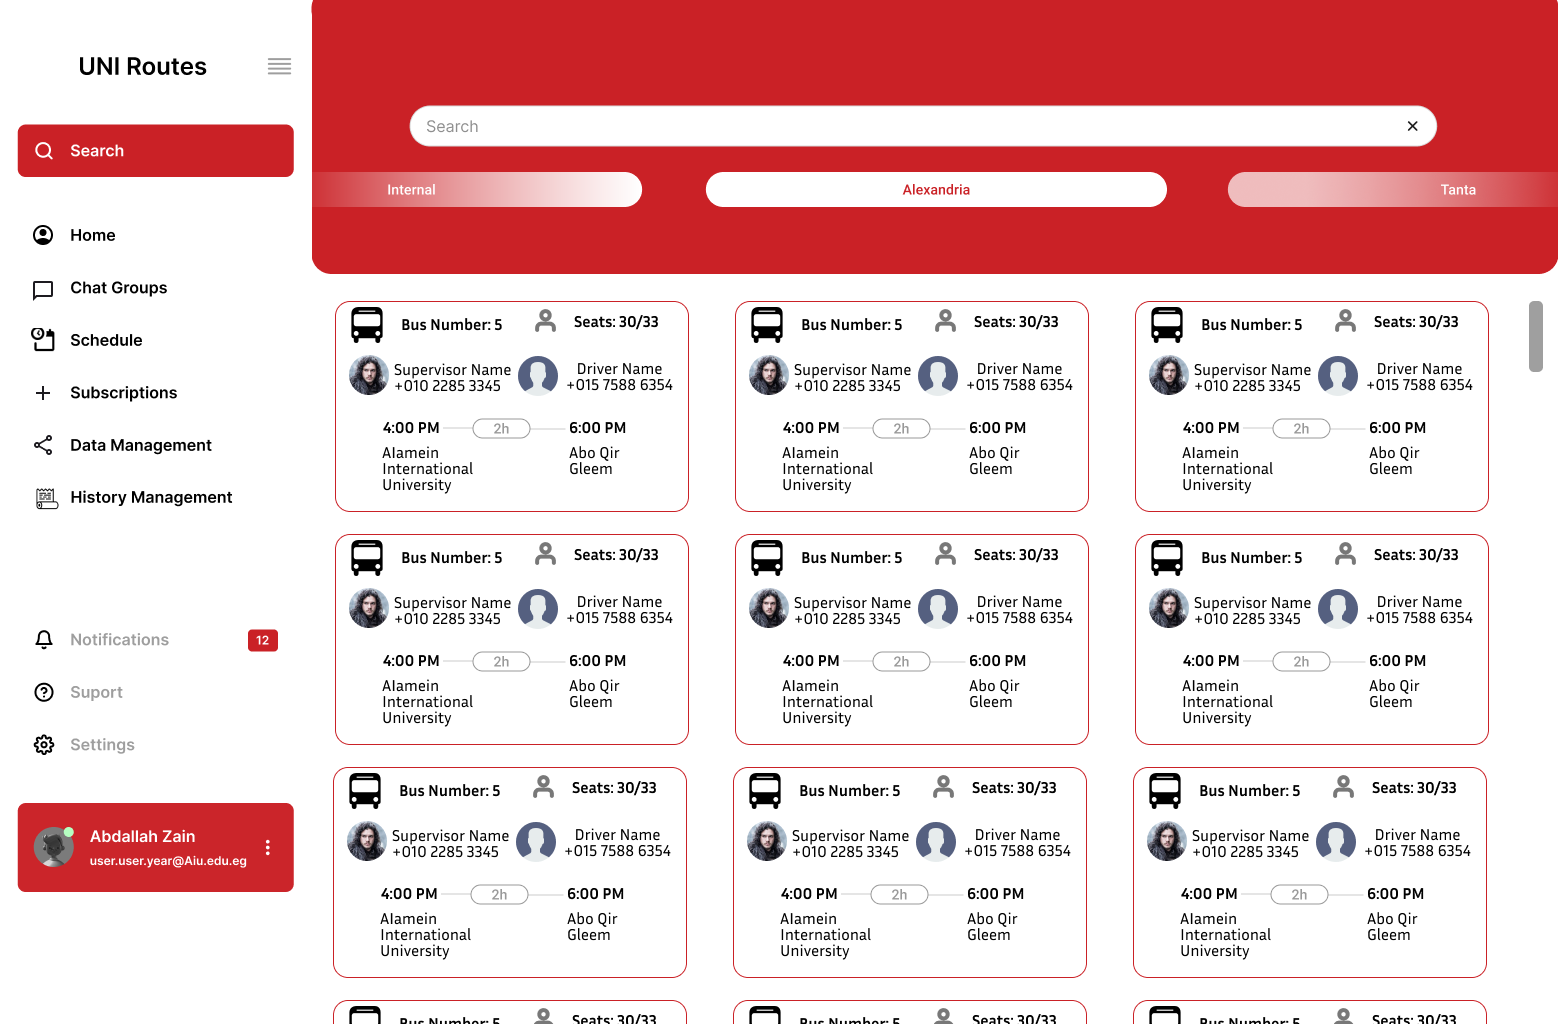 UNI Routes
Search
Home
Chat Groups
Schedule
Subscriptions
Data Management
History Management
Notifications 12
Suport
Settings
Abdallah Zain
user.user.year@Aiu.edu.eg
Search
Internal Alexandria Tanta
Bus Number: 5 Seats: 30/33
Supervisor Name Driver Name
+010 2285 3345 +015 7588 6354
4:00 PM 2h 6:00 PM
Alamein Abo Qir
International Gleem
University
Bus Number: 5 Seats: 30/33
Supervisor Name Driver Name
+010 2285 3345 +015 7588 6354
4:00 PM 2h 6:00 PM
Alamein Abo Qir
International Gleem
University
Bus Number: 5 Seats: 30/33
Supervisor Name Driver Name
+010 2285 3345 +015 7588 6354
4:00 PM 2h 6:00 PM
Alamein Abo Qir
International Gleem
University
Bus Number: 5 Seats: 30/33
Supervisor Name Driver Name
+010 2285 3345 +015 7588 6354
4:00 PM 2h 6:00 PM
Alamein Abo Qir
International Gleem
University
Bus Number: 5 Seats: 30/33
Supervisor Name Driver Name
+010 2285 3345 +015 7588 6354
4:00 PM 2h 6:00 PM
Alamein Abo Qir
International Gleem
University
Bus Number: 5 Seats: 30/33
Supervisor Name Driver Name
+010 2285 3345 +015 7588 6354
4:00 PM 2h 6:00 PM
Alamein Abo Qir
International Gleem
University
Bus Number: 5 Seats: 30/33
Supervisor Name Driver Name
+010 2285 3345 +015 7588 6354
4:00 PM 2h 6:00 PM
Alamein Abo Qir
International Gleem
University
Bus Number: 5 Seats: 30/33
Supervisor Name Driver Name
+010 2285 3345 +015 7588 6354
4:00 PM 2h 6:00 PM
Alamein Abo Qir
International Gleem
University
Bus Number: 5 Seats: 30/33
Supervisor Name Driver Name
+010 2285 3345 +015 7588 6354
4:00 PM 2h 6:00 PM
Alamein Abo Qir
International Gleem
University
Bus Number: 5 Seats: 30/33
Bus Number: 5 Seats: 30/33
Bus Number: 5 Seats: 30/33